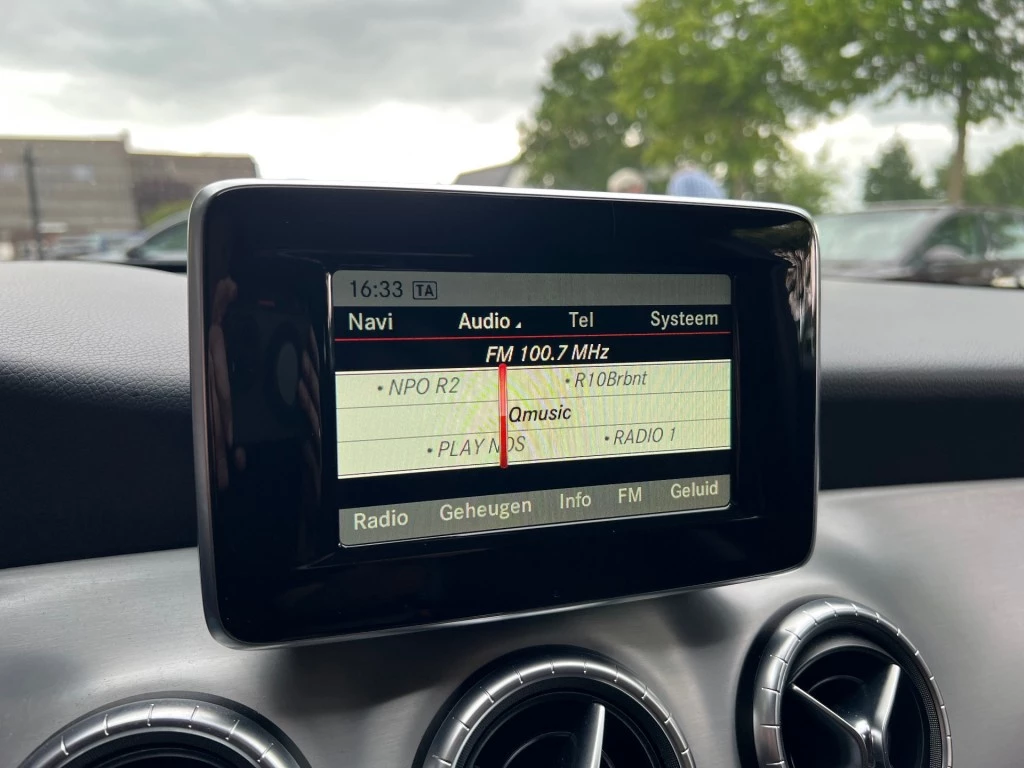 16:33 TA
Navi Audio Tel Systeem
FM 100.7 MHz
• NPO R2 • R10Brbnt
Qmusic
• PLAY NOS • RADIO 1
Radio Geheugen Info FM Geluid